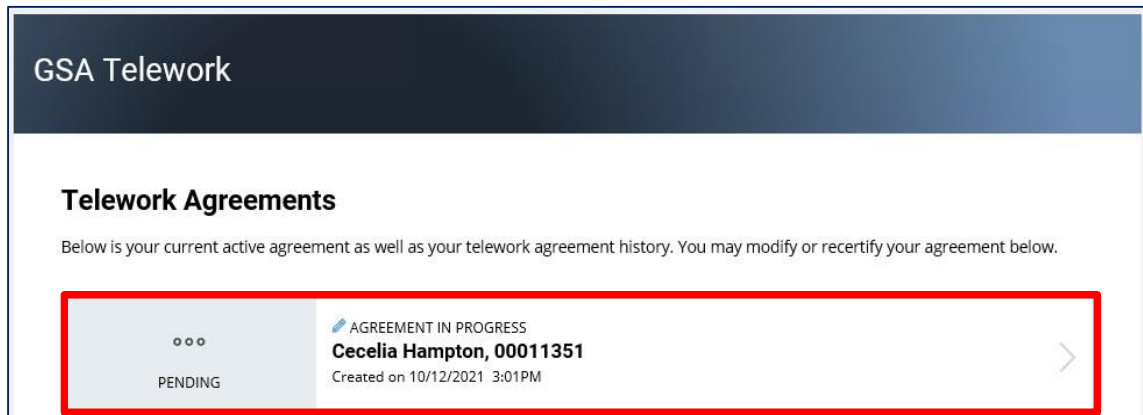 GSA Telework
Telework Agreements
Below is your current active agreement as well as your telework agreement history. You may modify or recertify your agreement below.
AGREEMENT IN PROGRESS
Cecelia Hampton, 00011351
Created on 10/12/2021 3:01PM
PENDING